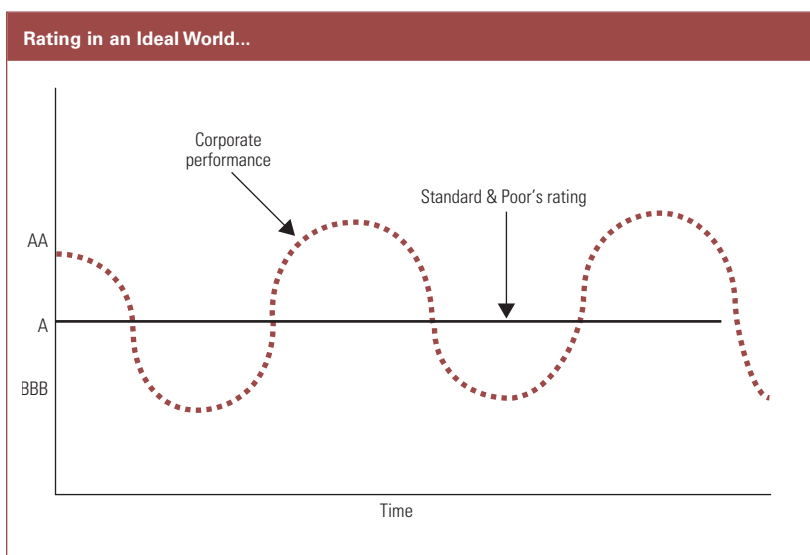 Rating in an Ideal World...
Corporate
performance
Standard & Poor's rating
AA
A
BBB
Time